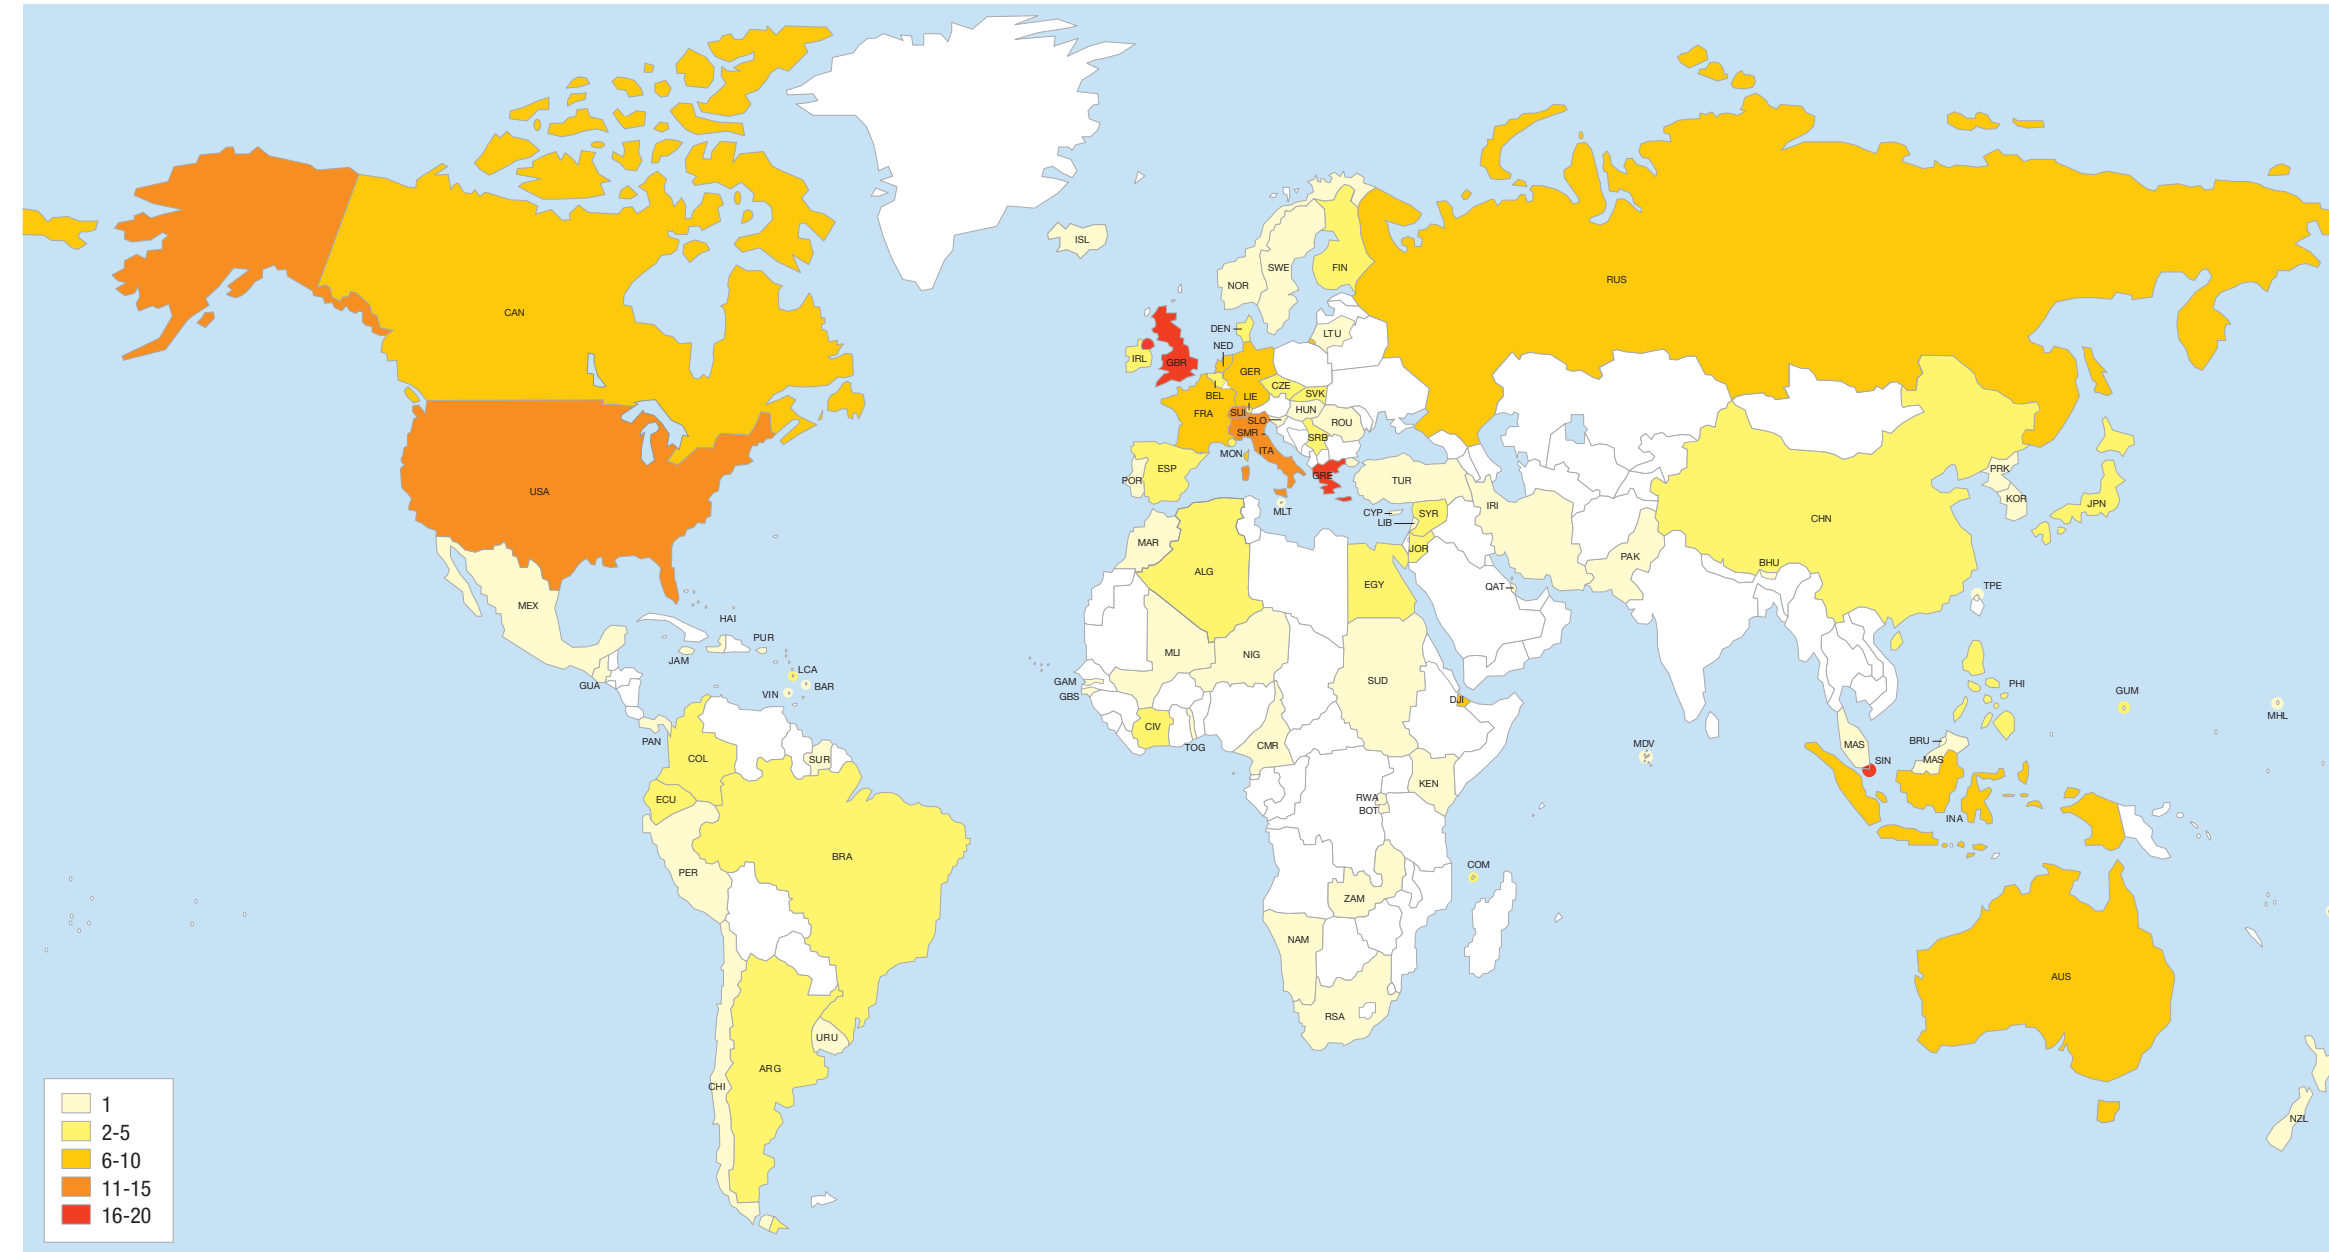 ISL
SWE
FIN
NOR
RUS
CAN
DEN
LTU
NED
IRL
GBR
GER
CZE
BEL
LIE
SVK
FRA
SUI
HUN
SLO
ROU
SMR
SRB
MON
ITA
ESP
POR
GRE
PRK
USA
TUR
KOR
IRI
JPN
MLT
CYP
SYR
LIB
CHN
MAR
JOR
PAK
BHU
ALG
EGY
QAT
TPE
MEX
HAI
PUR
MLI
NIG
JAM
LCA
GAM
SUD
GUA
VIN
BAR
GBS
DJI
PHI
GUM
MHL
CIV
PAN
TOG
CMR
MDV
MAS
BRU
COL
SUR
SIN
MAS
ECU
KEN
RWA
BOT
INA
BRA
PER
COM
ZAM
NAM
AUS
RSA
URU
ARG
CHI
NZL
1
2-5
6-10
11-15
16-20